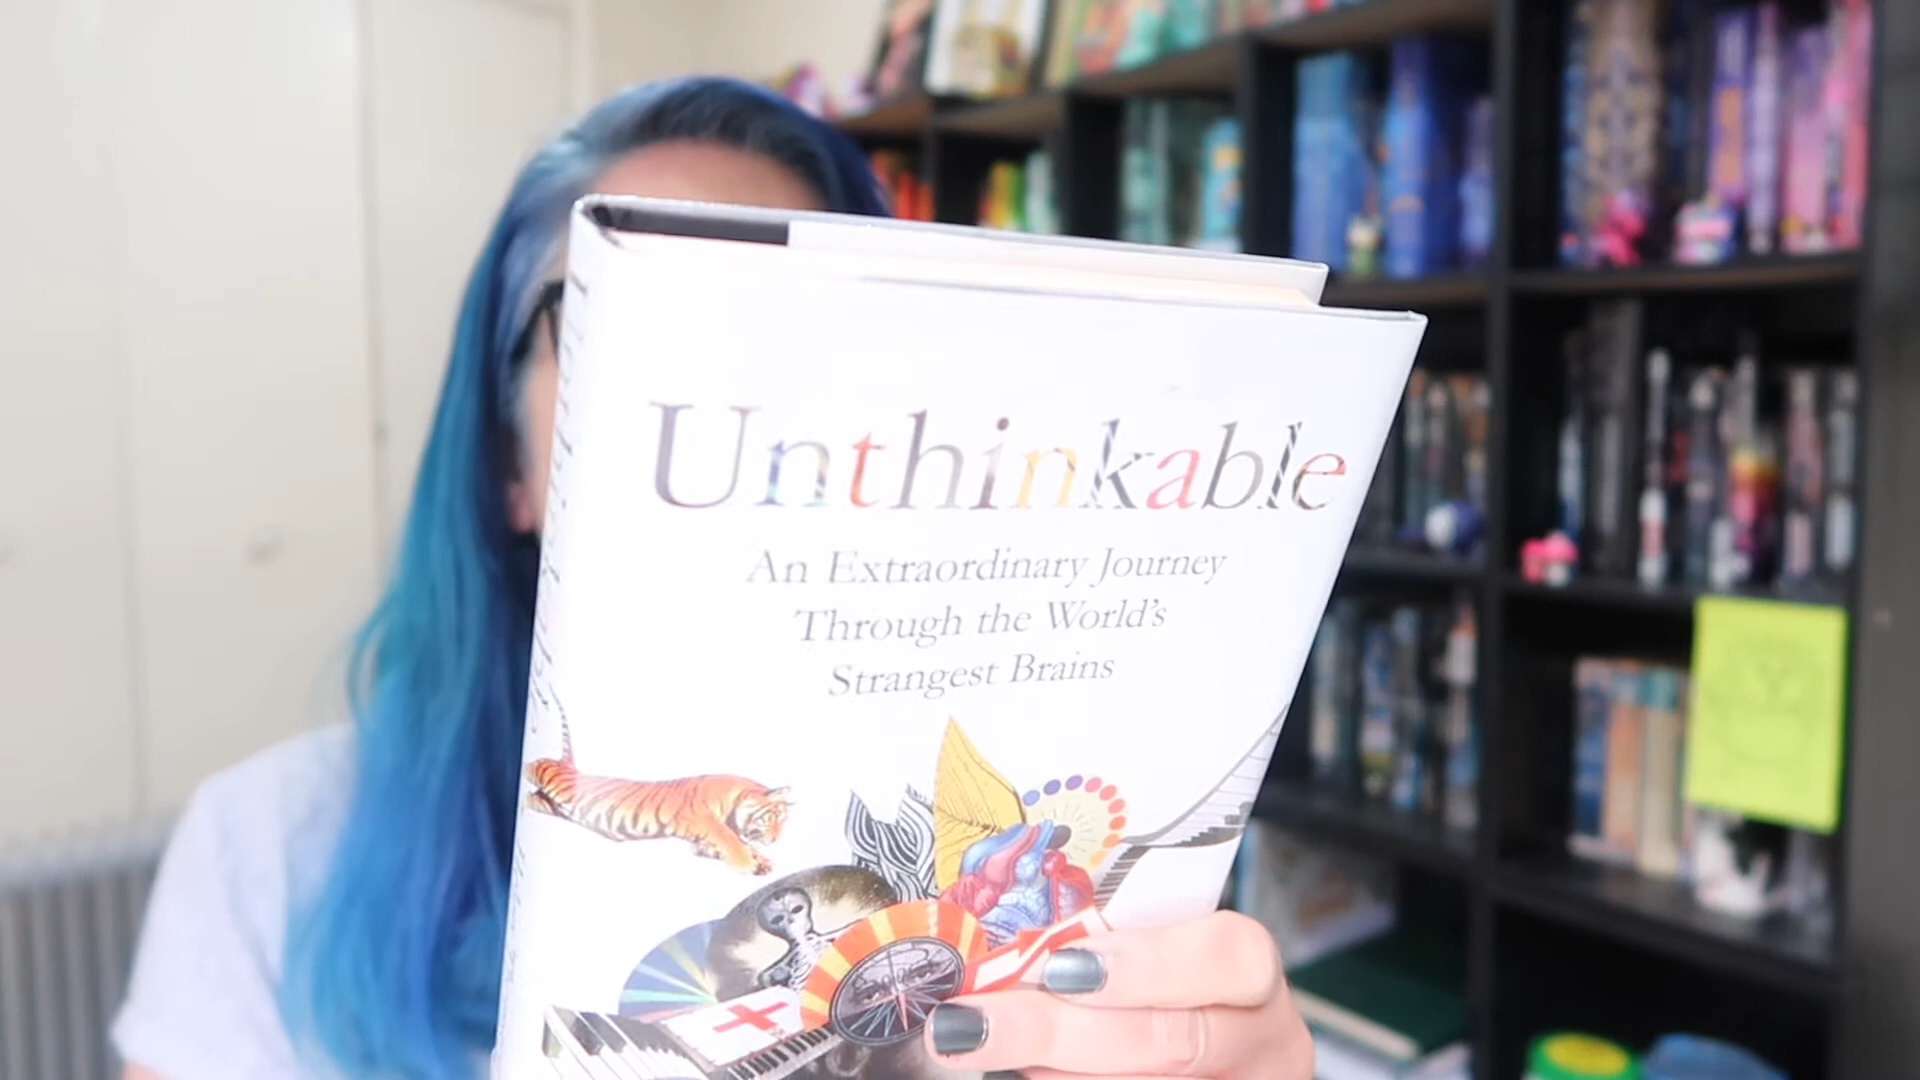 Unthinkable
An Extraordinary Journey
Through the World's
Strangest Brains